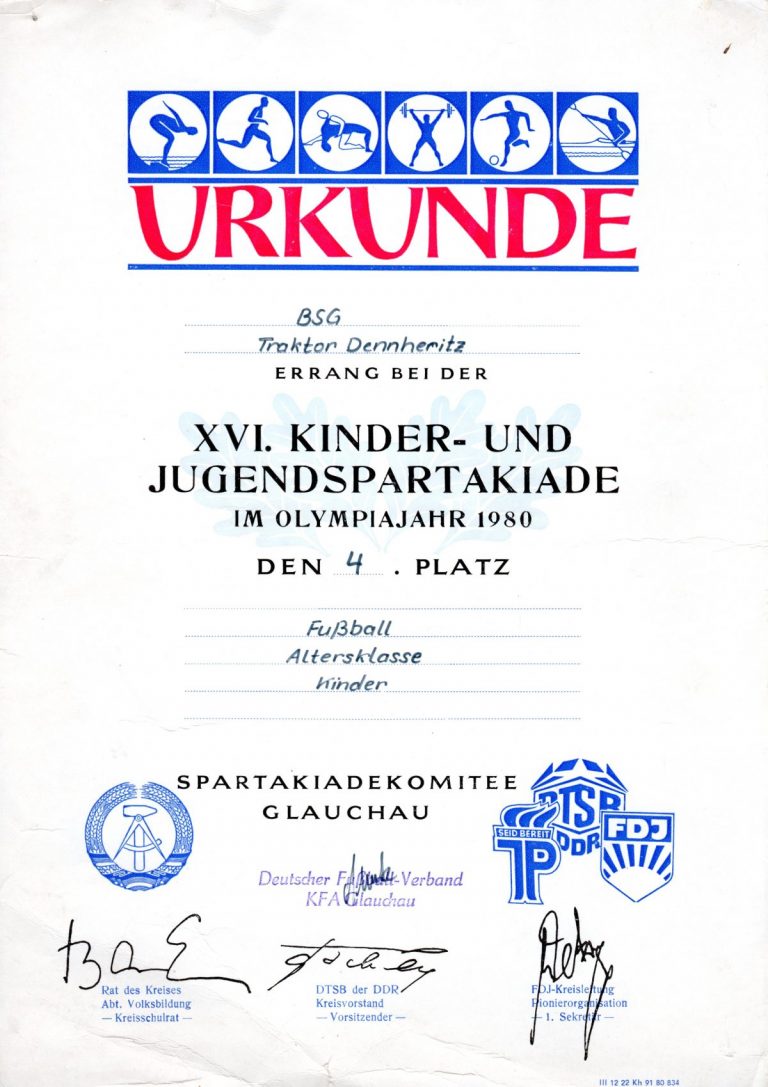 URKUNDE
BSG
Traktor Dennheritz
ERRANG BEI DER
XVI. KINDER- UND
JUGENDSPARTAKIADE
IM OLYMPIAJAHR 1980
DEN 4. PLATZ
Fußball
Altersklasse
Kinder
SPARTAKIADEKOMITEE
GLAUCHAU
DTSB
DDR
SEID BEREIT
JP
FDJ
Deutscher Fußball-Verband
KFA Glauchau
Rat des Kreises
Abt. Volksbildung
— Kreisschulrat —
DTSB der DDR
Kreisvorstand
— Vorsitzender —
FDJ-Kreisleitung
Pionierorganisation
— 1. Sekretär —
III 12 22 Kh 91 80 834